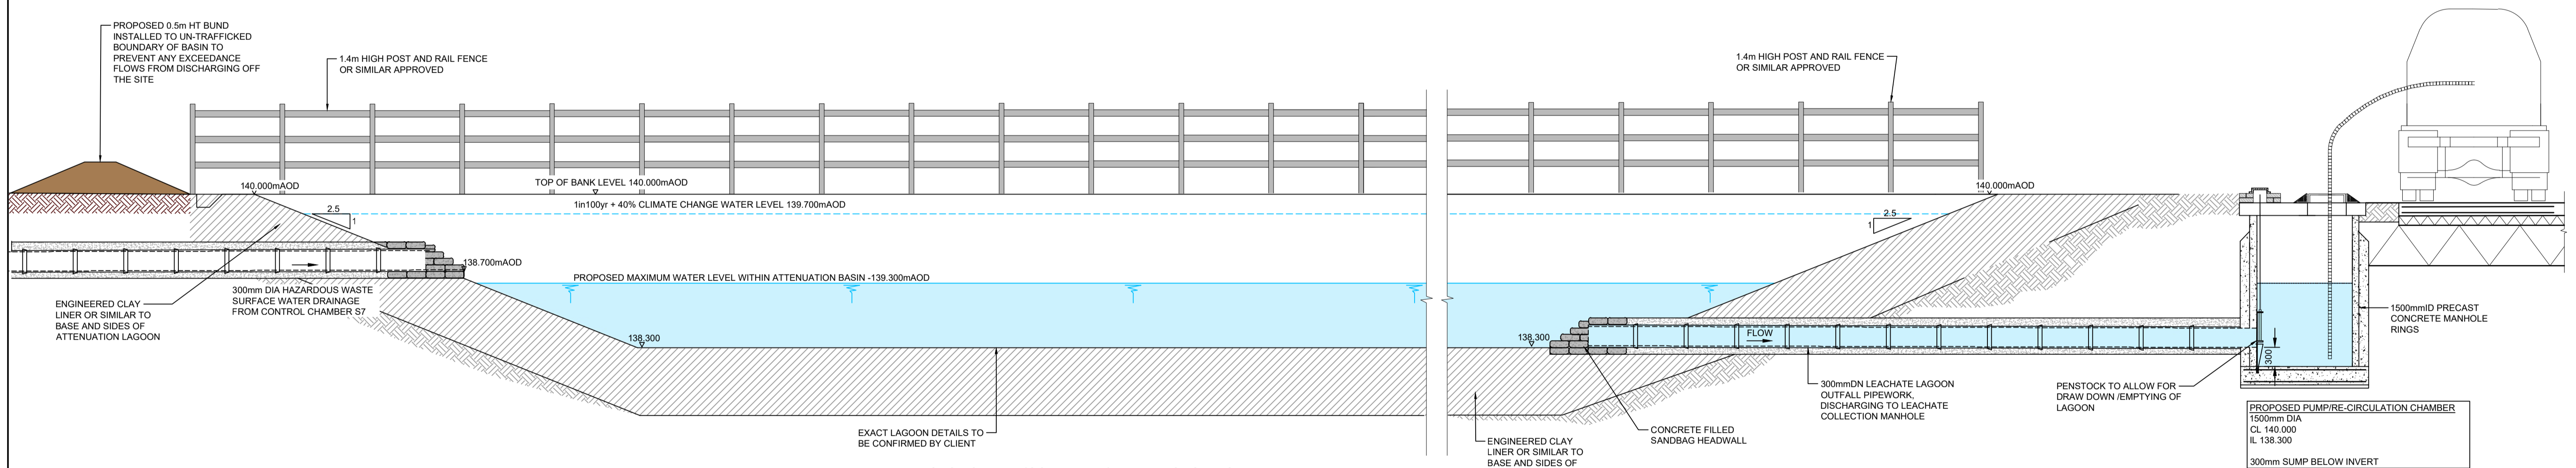 PROPOSED 0.5m HT BUND
INSTALLED TO UN-TRAFFICKED
BOUNDARY OF BASIN TO
PREVENT ANY EXCEEDANCE
FLOWS FROM DISCHARGING OFF
THE SITE
1.4m HIGH POST AND RAIL FENCE
OR SIMILAR APPROVED
1.4m HIGH POST AND RAIL FENCE
OR SIMILAR APPROVED
140.000mAOD
TOP OF BANK LEVEL 140.000mAOD
140.000mAOD
1in100yr + 40% CLIMATE CHANGE WATER LEVEL 139.700mAOD
2.5
1
2.5
1
138.700mAOD
PROPOSED MAXIMUM WATER LEVEL WITHIN ATTENUATION BASIN -139.300mAOD
ENGINEERED CLAY
LINER OR SIMILAR TO
BASE AND SIDES OF
ATTENUATION LAGOON
300mm DIA HAZARDOUS WASTE
SURFACE WATER DRAINAGE
FROM CONTROL CHAMBER S7
138.300
138.300
FLOW
300
1500mmID PRECAST
CONCRETE MANHOLE
RINGS
EXACT LAGOON DETAILS TO
BE CONFIRMED BY CLIENT
ENGINEERED CLAY
LINER OR SIMILAR TO
BASE AND SIDES OF
CONCRETE FILLED
SANDBAG HEADWALL
300mmDN LEACHATE LAGOON
OUTFALL PIPEWORK,
DISCHARGING TO LEACHATE
COLLECTION MANHOLE
PENSTOCK TO ALLOW FOR
DRAW DOWN /EMPTYING OF
LAGOON
PROPOSED PUMP/RE-CIRCULATION CHAMBER
1500mm DIA
CL 140.000
IL 138.300
300mm SUMP BELOW INVERT